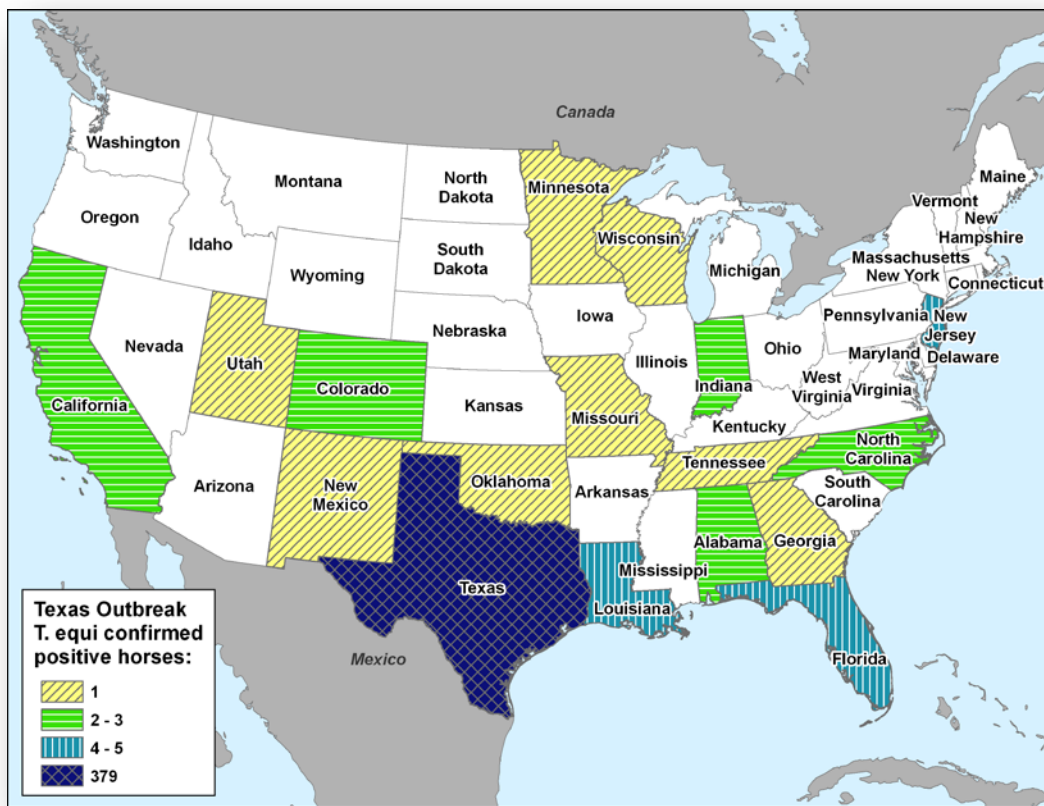 Canada
Washington
Montana
North
Dakota
Minnesota
Maine
Oregon
Idaho
Vermont
New
Hampshire
Wisconsin
South
Dakota
Michigan
Massachusetts
New York
Wyoming
Connecticut
Iowa
Pennsylvania
New
Jersey
Nebraska
Nevada
Ohio
Illinois
Maryland
Delaware
Utah
Indiana
West
Virginia
Virginia
Colorado
California
Kansas
Missouri
Kentucky
North
Carolina
Tennessee
Oklahoma
New
Mexico
Arizona
Arkansas
South
Carolina
Alabama
Georgia
Mississippi
Texas
Louisiana
Florida
Mexico
Texas Outbreak
T. equi confirmed
positive horses:
1
2 - 3
4 - 5
379